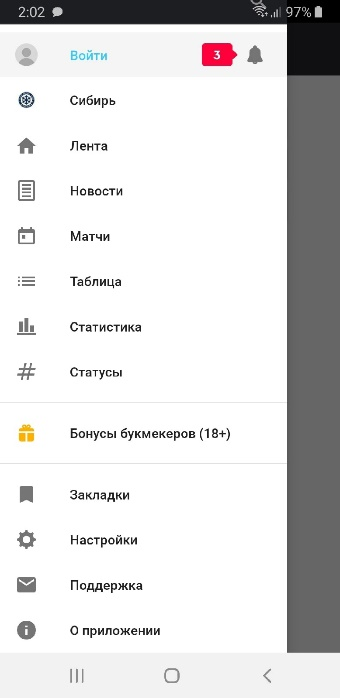 2:02 97%
Войти 3
Сибирь
Лента
Новости
Матчи
Таблица
Статистика
Статусы
Бонусы букмекеров (18+)
Закладки
Настройки
Поддержка
О приложении